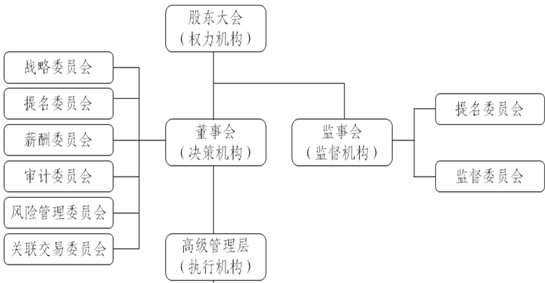 股东大会
（权力机构）
战略委员会
提名委员会
薪酬委员会
审计委员会
风险管理委员会
关联交易委员会
董事会
（决策机构）
监事会
（监督机构）
提名委员会
监督委员会
高级管理层
（执行机构）